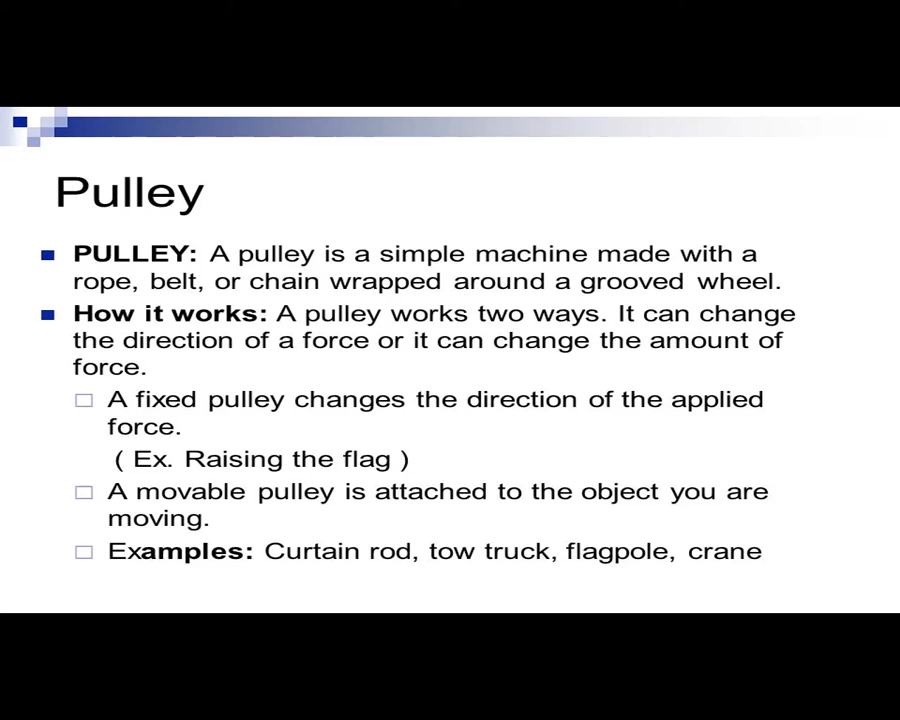 Pulley
PULLEY: A pulley is a simple machine made with a
rope, belt, or chain wrapped around a grooved wheel.
How it works: A pulley works two ways. It can change
the direction of a force or it can change the amount of
force.
A fixed pulley changes the direction of the applied
force.
( Ex. Raising the flag )
A movable pulley is attached to the object you are
moving.
Examples: Curtain rod, tow truck, flagpole, crane